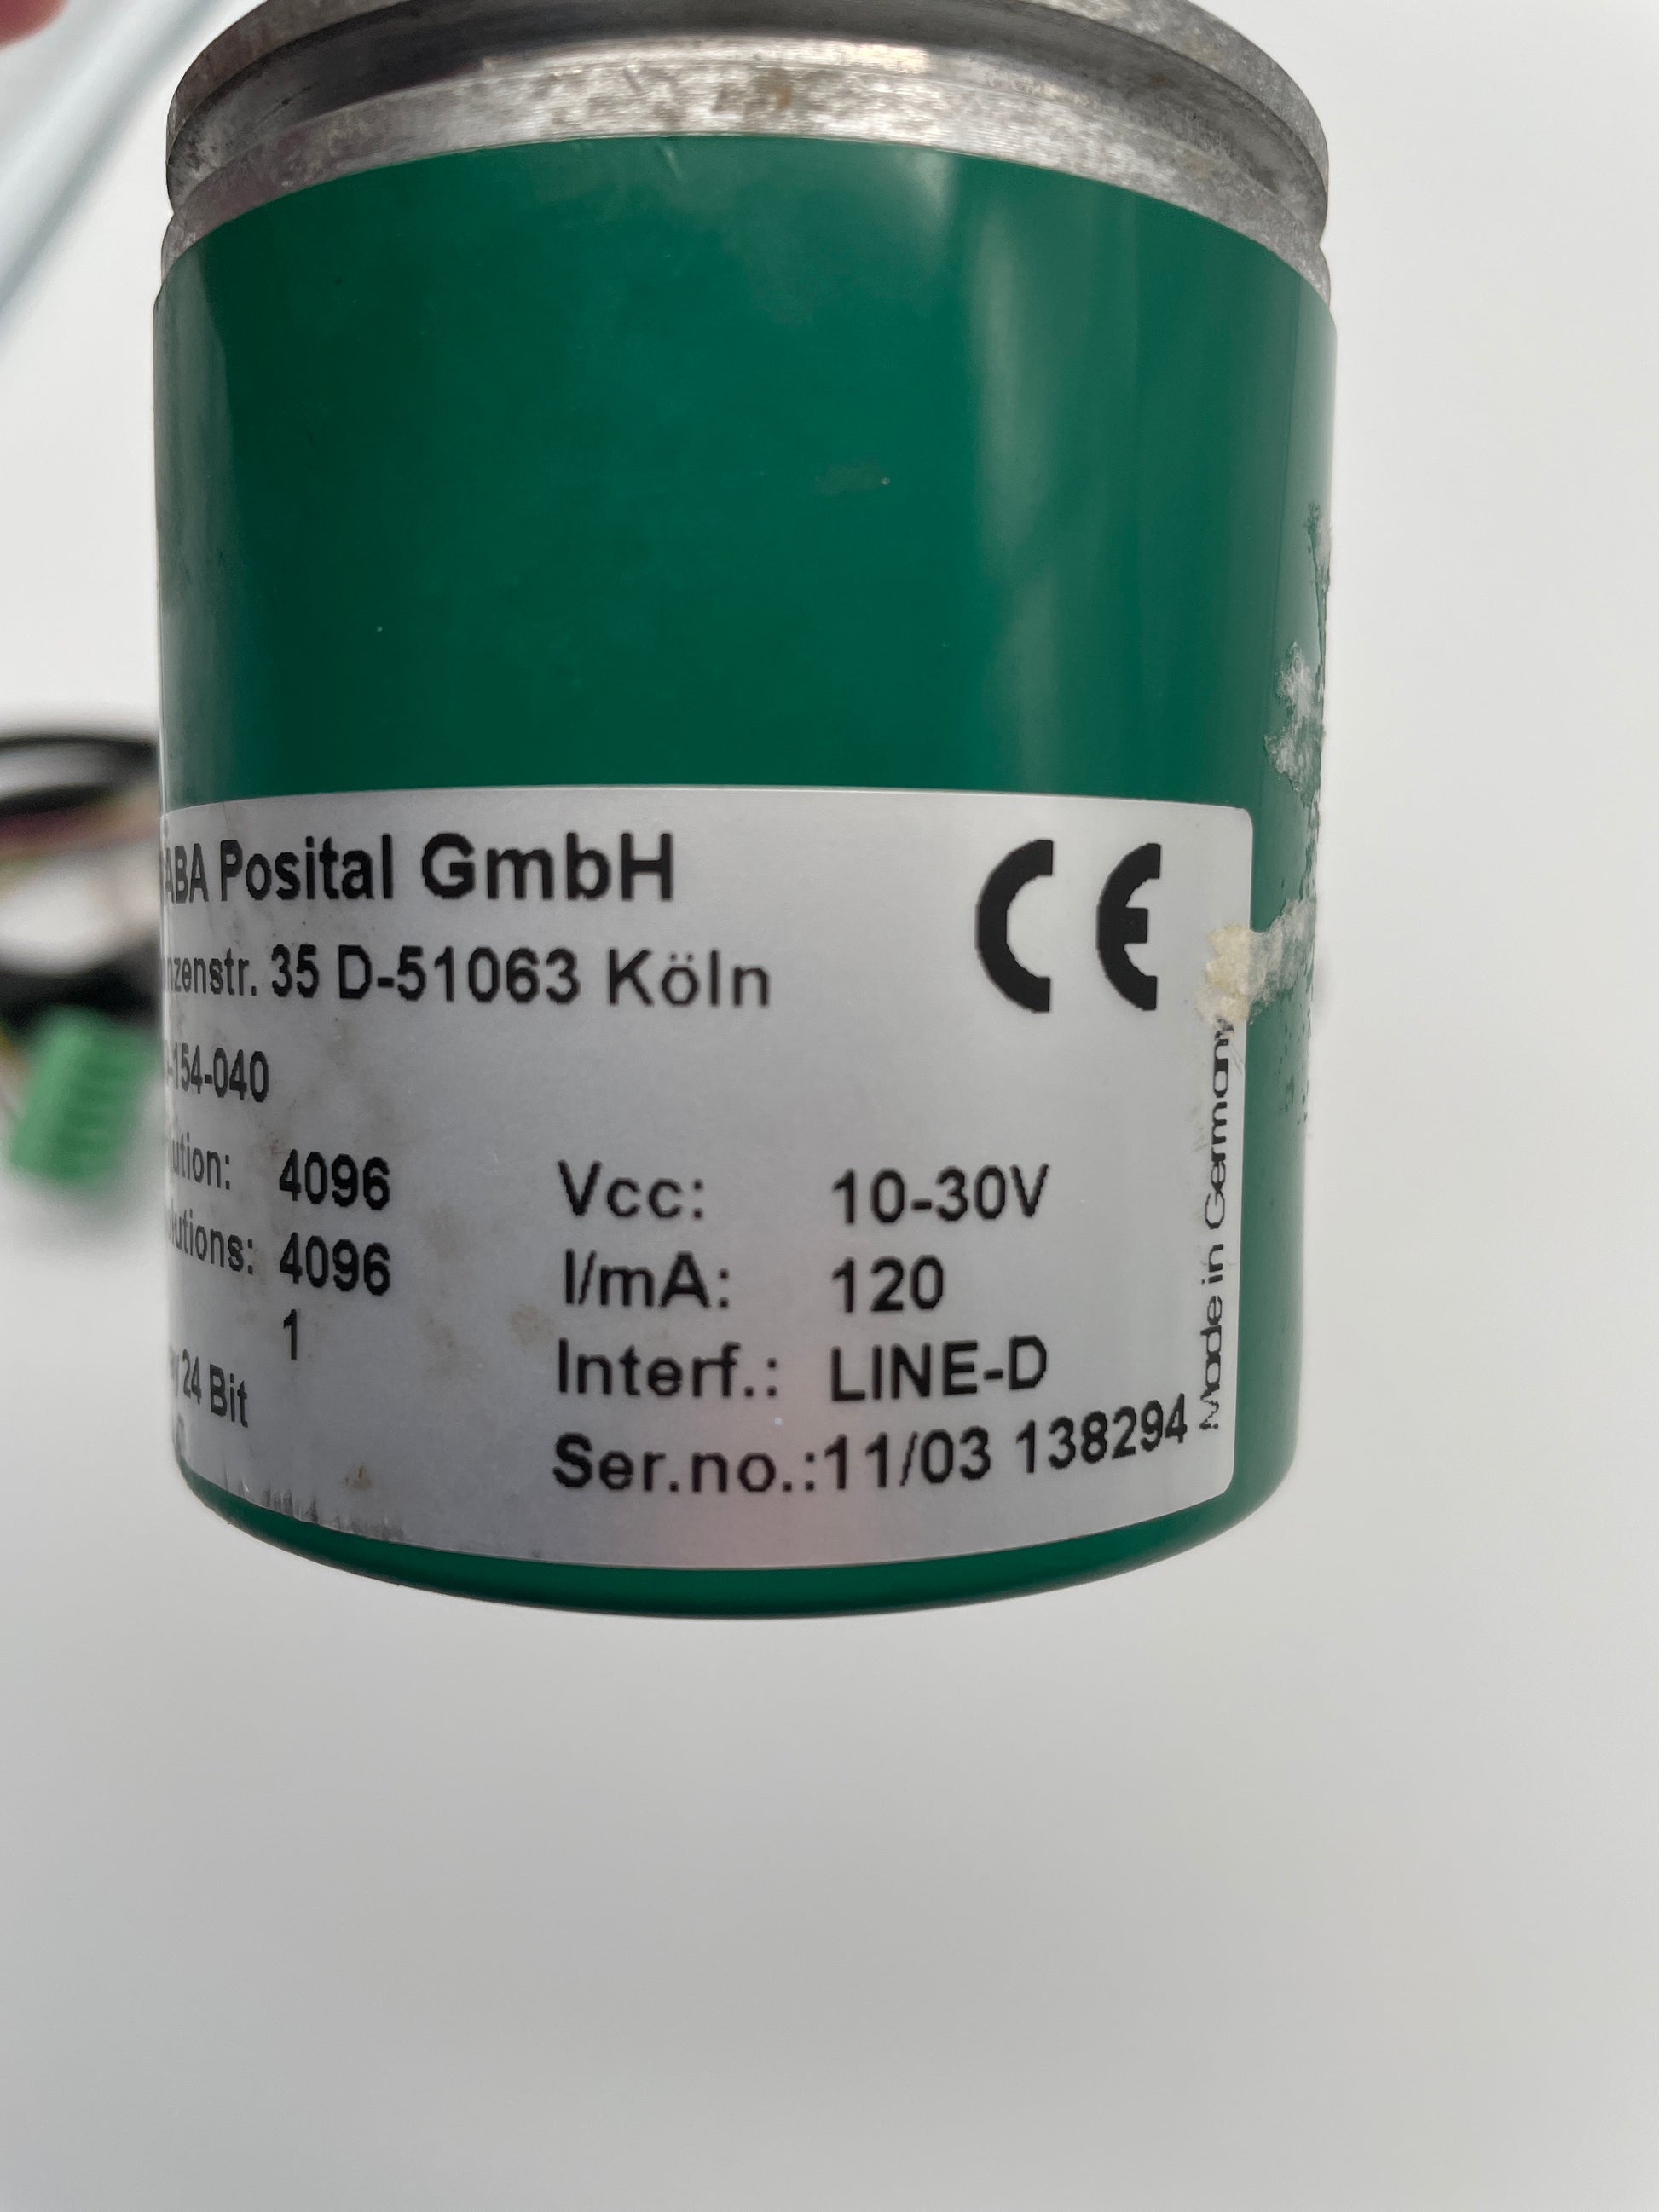 ABA Posital GmbH
CE
nzenstr. 35 D-51063 Köln
-154-040
ution: 4096 Vcc: 10-30V
lutions: 4096 I/mA: 120
1
Interf.: LINE-D
24 Bit
Ser.no.:11/03 138294
Made in Germany